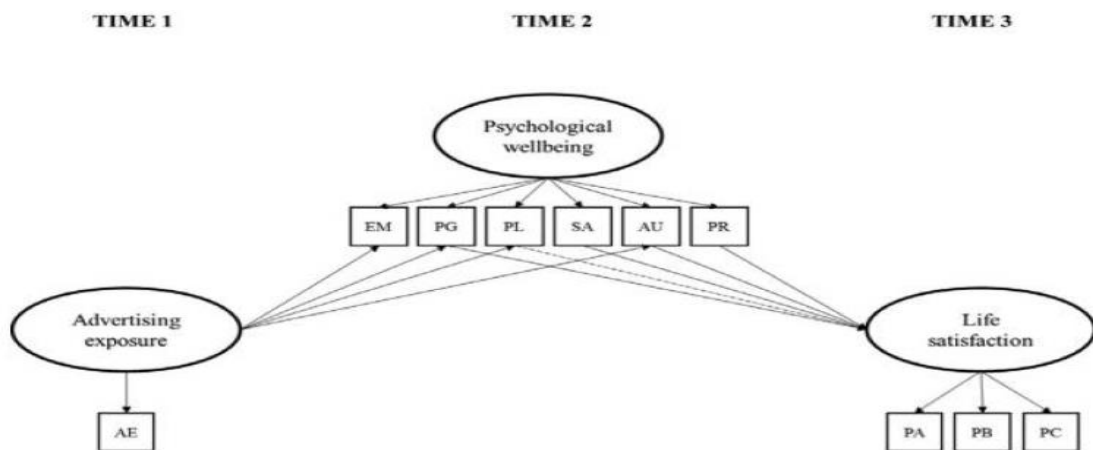 TIME 1 TIME 2 TIME 3
Psychological
wellbeing
EM PG PL SA AU PR
Advertising
exposure
Life
satisfaction
AE
PA PB PC